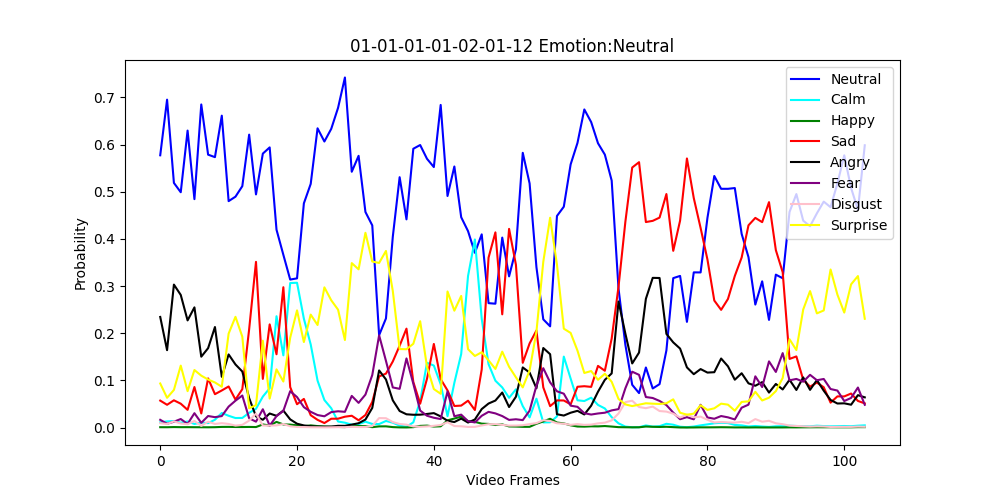 01-01-01-01-02-01-12 Emotion:Neutral
Probability
0.7
0.6
0.5
0.4
0.3
0.2
0.1
0.0
0 20 40 60 80 100
Video Frames
Neutral
Calm
Happy
Sad
Angry
Fear
Disgust
Surprise